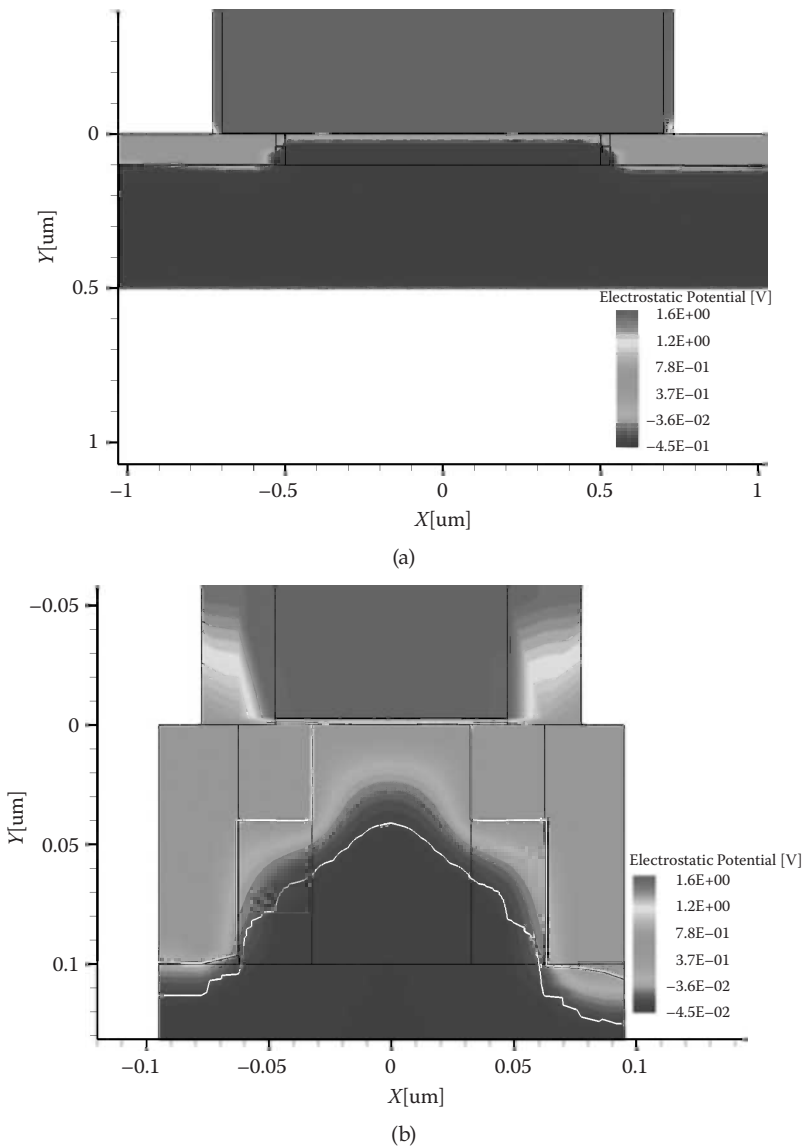 0
0.5
1
Y[um]
Electrostatic Potential [V]
1.6E+00
1.2E+00
7.8E−01
3.7E−01
−3.6E−02
−4.5E−01
−1
−0.5
0
0.5
1
X[um]
(a)
−0.05
0
0.05
0.1
Y[um]
Electrostatic Potential [V]
1.6E+00
1.2E+00
7.8E−01
3.7E−01
−3.6E−02
−4.5E−02
−0.1
−0.05
0
0.05
0.1
X[um]
(b)